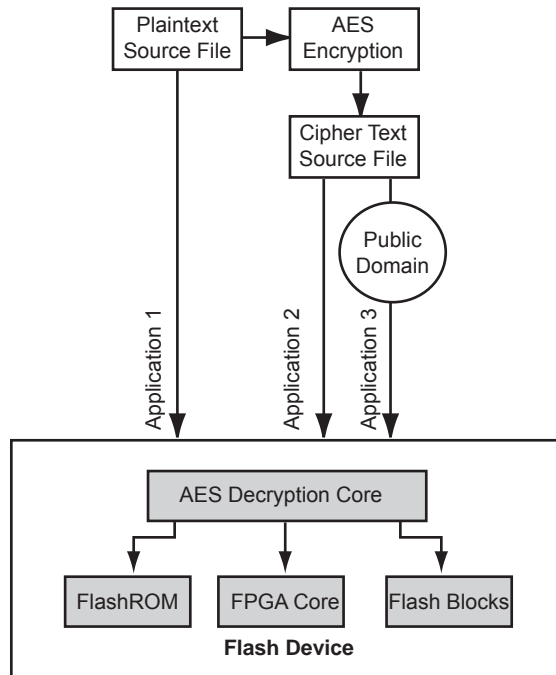 Plaintext
Source File
AES
Encryption
Cipher Text
Source File
Public
Domain
Application 1
Application 2
Application 3
AES Decryption Core
FlashROM
FPGA Core
Flash Blocks
Flash Device